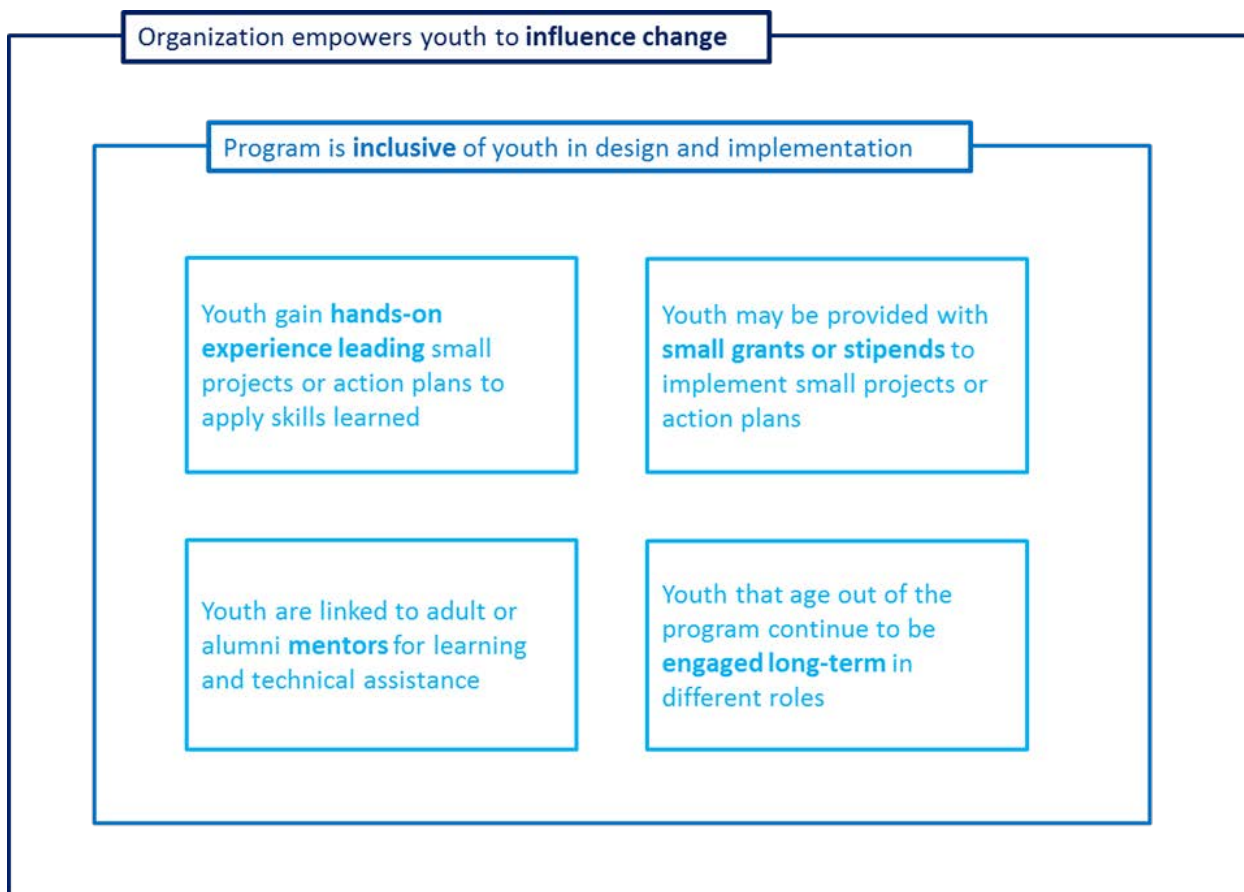 Organization empowers youth to influence change
Program is inclusive of youth in design and implementation
Youth gain hands-on
experience leading small
projects or action plans to
apply skills learned
Youth may be provided with
small grants or stipends to
implement small projects or
action plans
Youth are linked to adult or
alumni mentors for learning
and technical assistance
Youth that age out of the
program continue to be
engaged long-term in
different roles